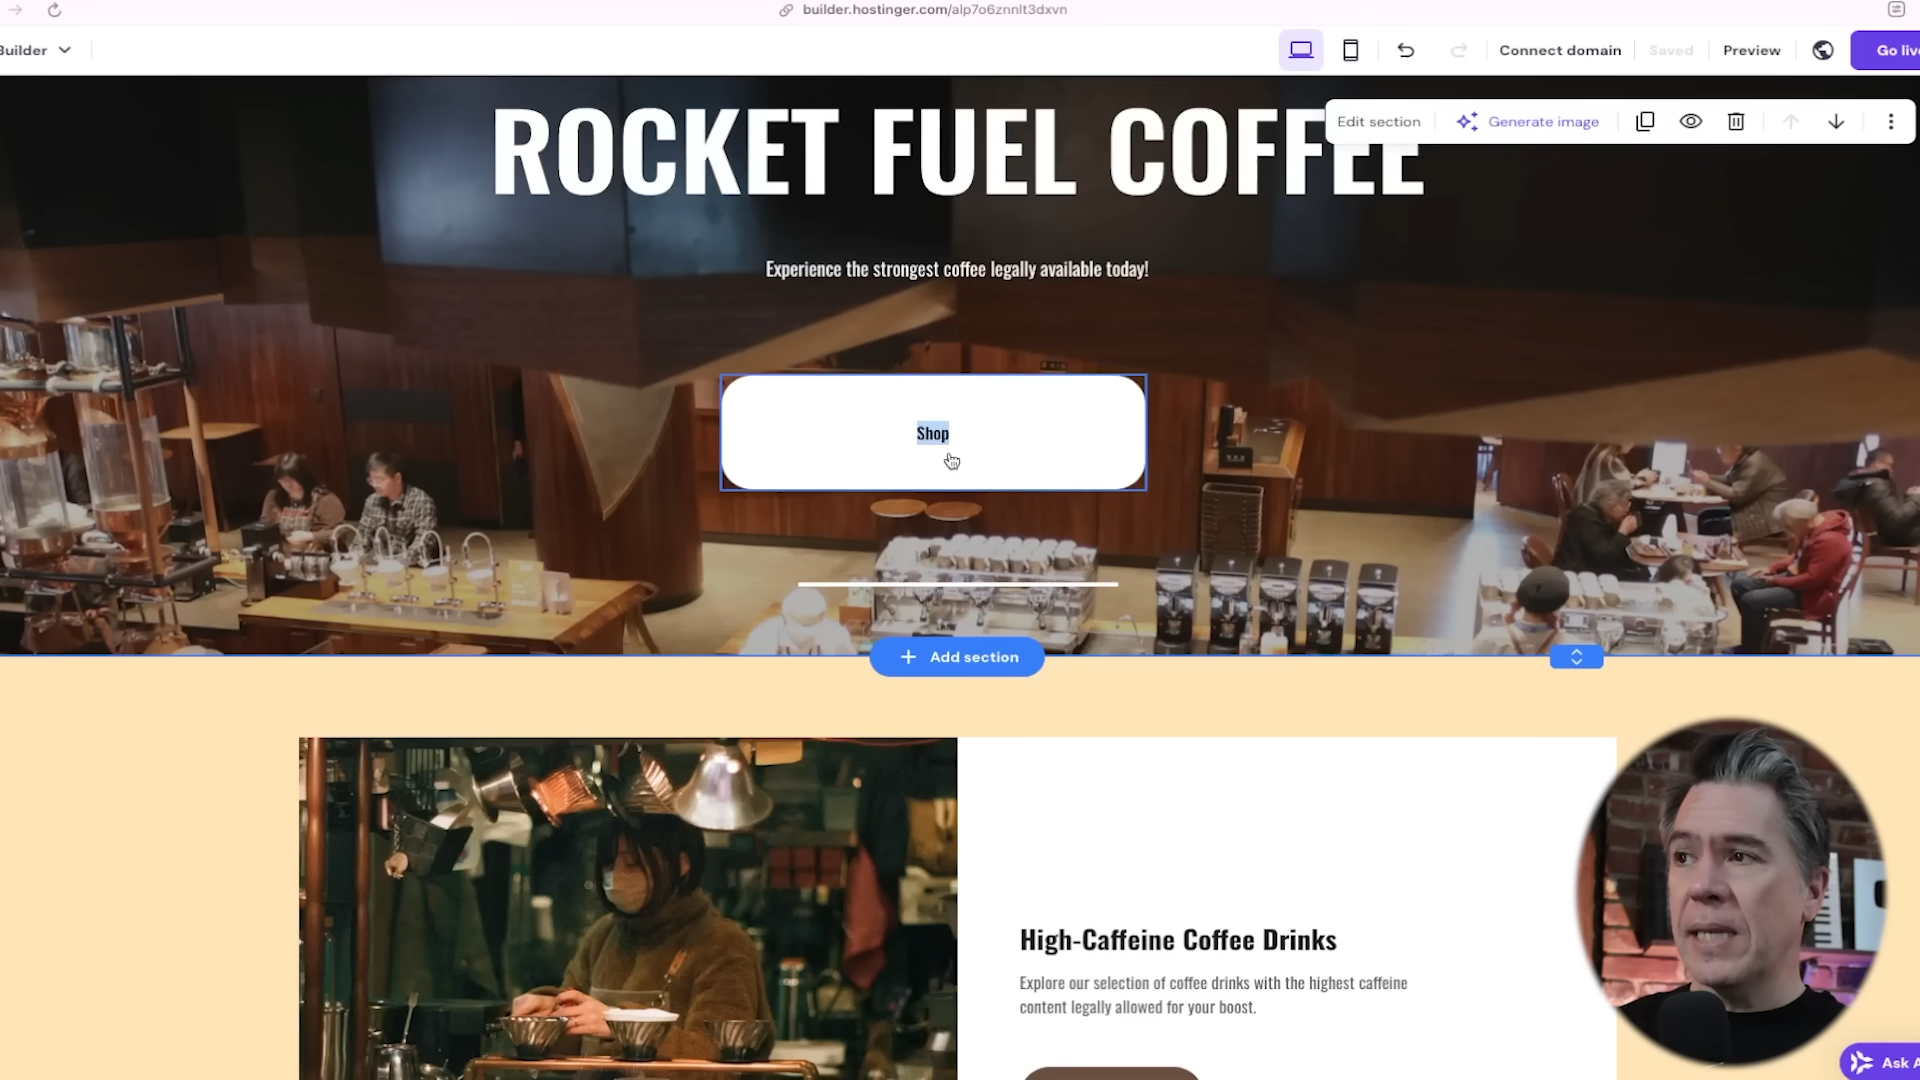 builder.hostinger.com/alp7o6znnlt3dxvn
Builder
Connect domain
Saved
Preview
Go live
ROCKET FUEL COFFEE
Edit section
Generate image
Experience the strongest coffee legally available today!
Shop
Add section
High-Caffeine Coffee Drinks
Explore our selection of coffee drinks with the highest caffeine
content legally allowed for your boost.
Ask A